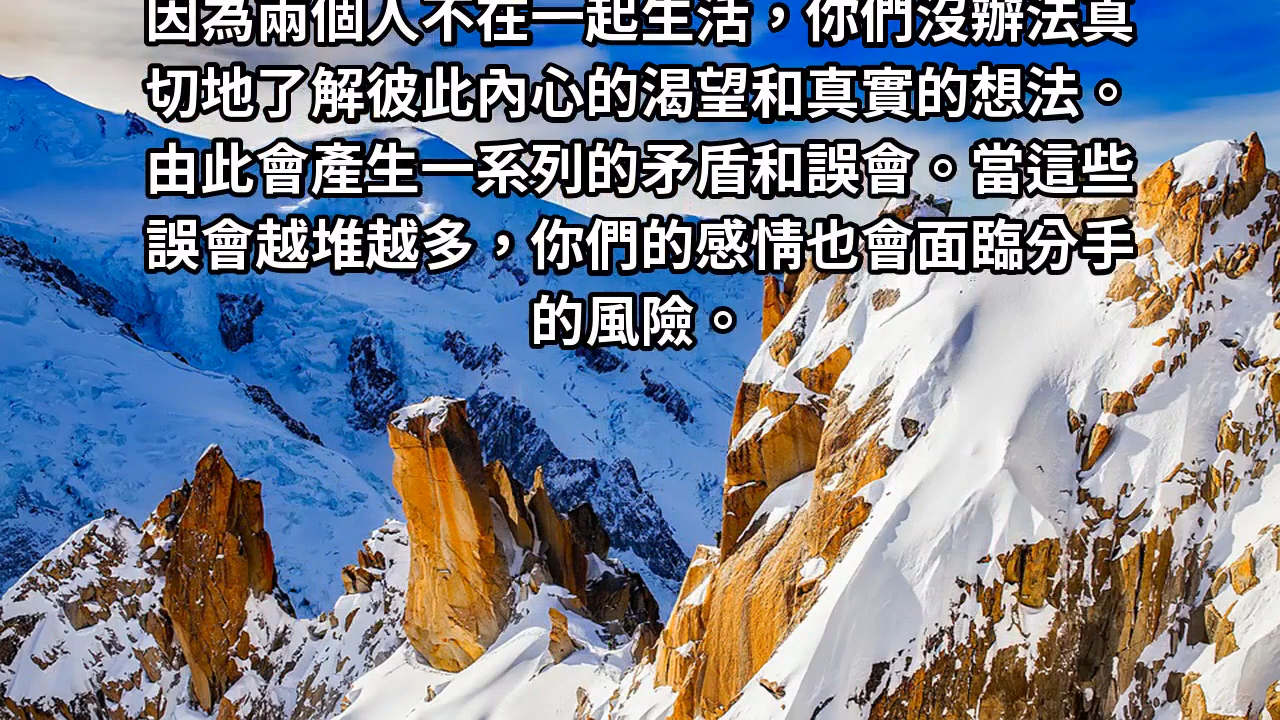 因為兩個人不在一起生活，你們沒辦法真
切地了解彼此內心的渴望和真實的想法。
由此會產生一系列的矛盾和誤會。當這些
誤會越堆越多，你們的感情也會面臨分手
的風險。